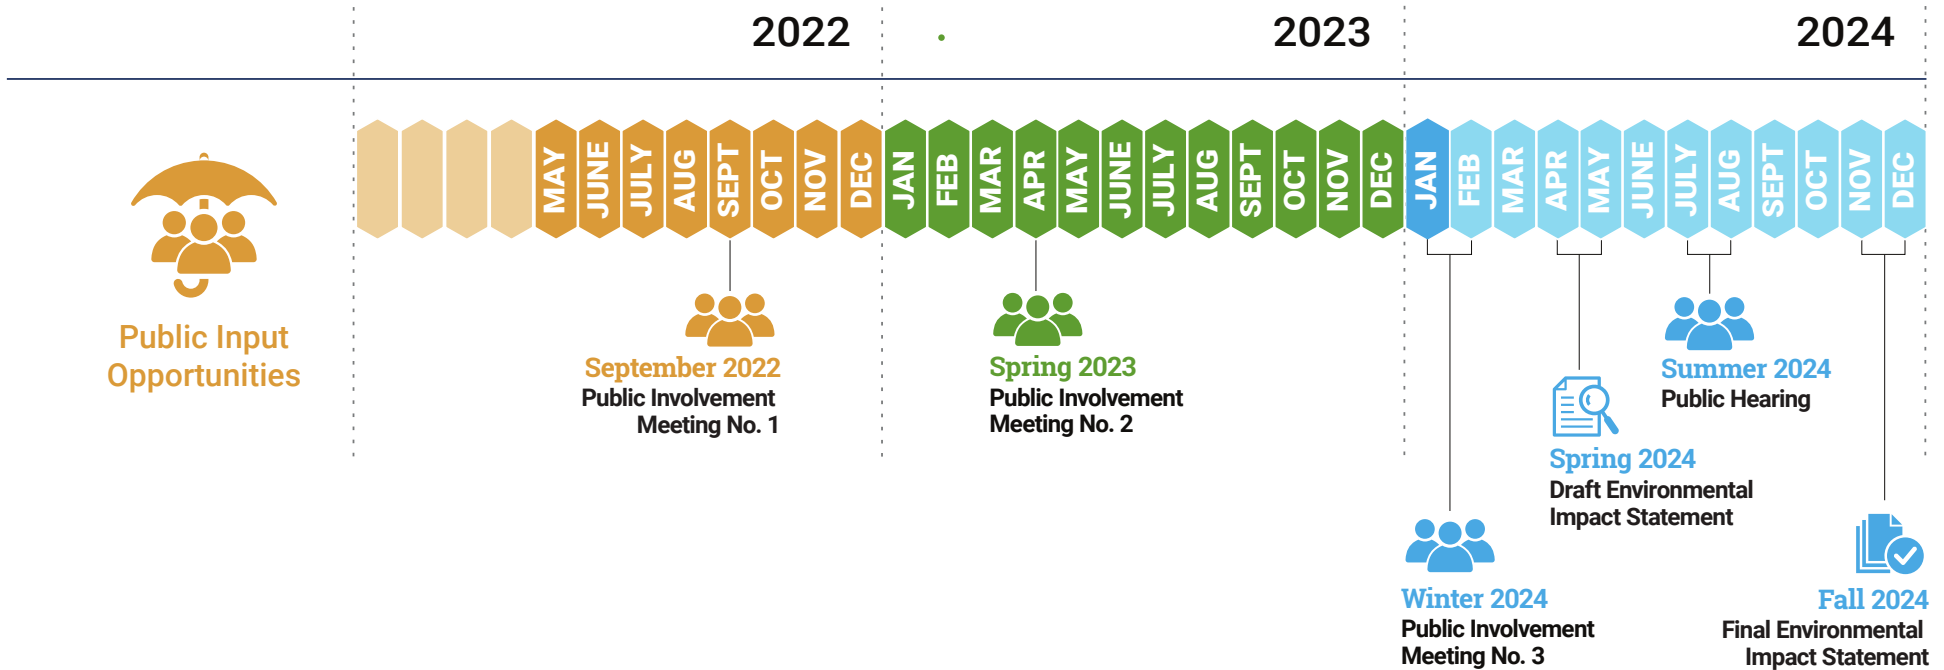 2022
2023
2024
MAY JUNE JULY AUG SEPT OCT NOV DEC JAN FEB MAR APR MAY JUNE JULY AUG SEPT OCT NOV DEC JAN FEB MAR APR MAY JUNE JULY AUG SEPT OCT NOV DEC
Public Input
Opportunities
September 2022
Public Involvement
Meeting No. 1
Spring 2023
Public Involvement
Meeting No. 2
Winter 2024
Public Involvement
Meeting No. 3
Spring 2024
Draft Environmental
Impact Statement
Summer 2024
Public Hearing
Fall 2024
Final Environmental
Impact Statement